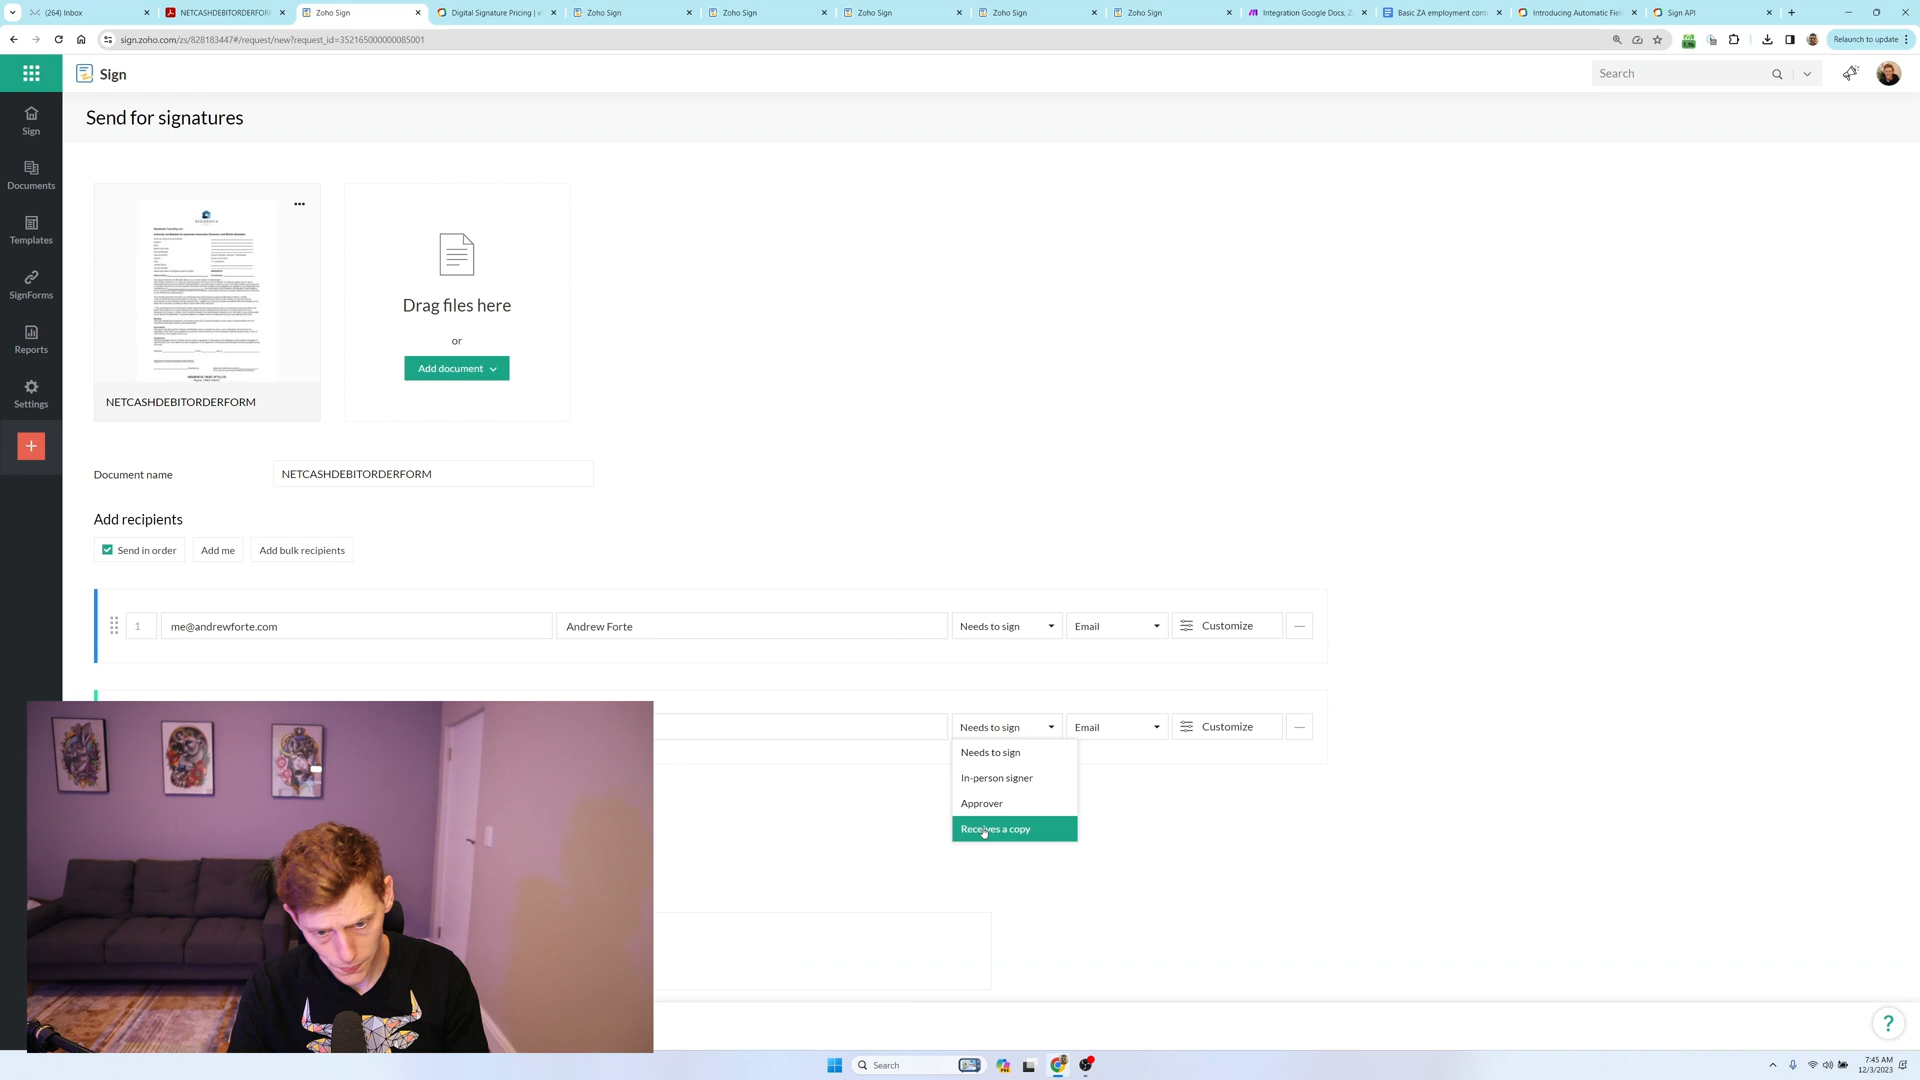 (264) Inbox
NETCASHDEBITORDERFOR
Zoho Sign
Digital Signature Pricing | e
Zoho Sign
Zoho Sign
Zoho Sign
Zoho Sign
Zoho Sign
Integration Google Docs, Z
Basic ZA employment cont
Introducing Automatic Fiel
Sign API
sign.zoho.com/zs/828183447#/request/new?request_id=352165000000085001
Relaunch to update
Sign
Search
Send for signatures
Sign
Documents
Templates
SignForms
Reports
Settings
Drag files here
or
Add document
NETCASHDEBITORDERFORM
Document name
NETCASHDEBITORDERFORM
Add recipients
Send in order
Add me
Add bulk recipients
1
me@andrewforte.com
Andrew Forte
Needs to sign
Email
Customize
Needs to sign
Email
Customize
Needs to sign
In-person signer
Approver
Receives a copy
?
Search
7:45 AM
12/3/2023